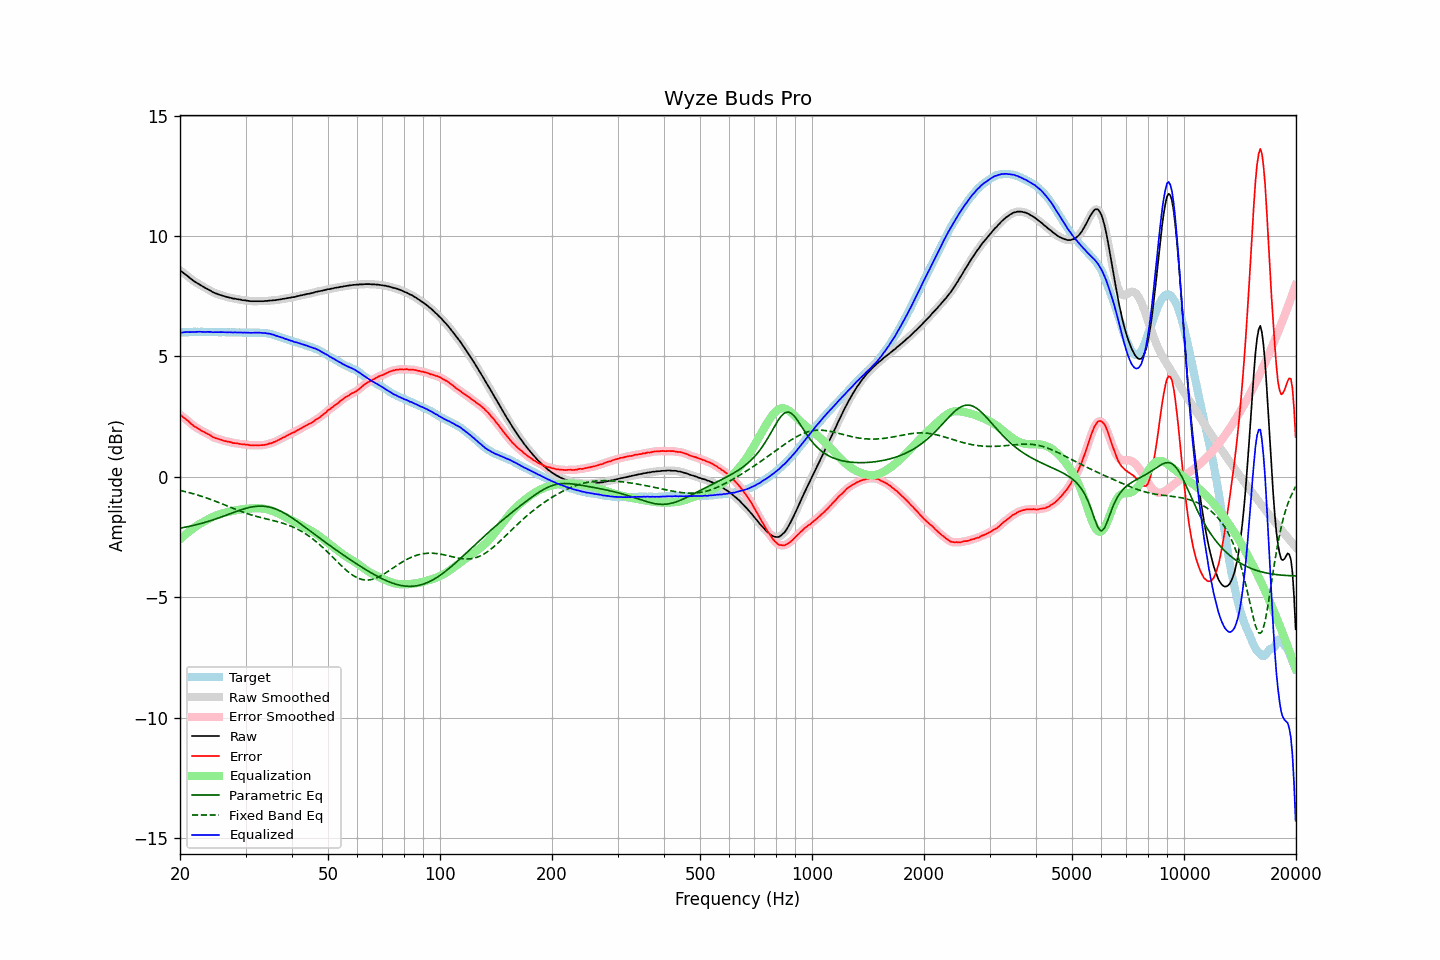 Wyze Buds Pro
15
10
5
0
−5
−10
−15
Amplitude (dBr)
Target
Raw Smoothed
Error Smoothed
Raw
Error
Equalization
Parametric Eq
Fixed Band Eq
Equalized
20 50 100 200 500 1000 2000 5000 10000 20000
Frequency (Hz)